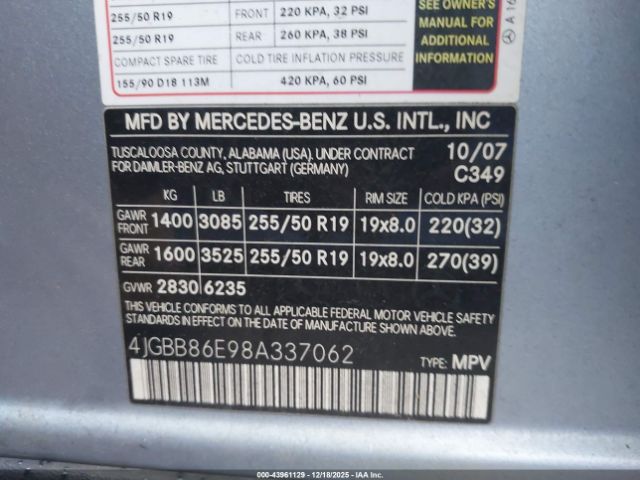 255/50 R19 FRONT 220 KPA, 32 PSI
255/50 R19 REAR 260 KPA, 38 PSI
COMPACT SPARE TIRE COLD TIRE INFLATION PRESSURE
155/90 D18 113M 420 KPA, 60 PSI
SEE OWNER'S
MANUAL FOR
ADDITIONAL
INFORMATION
A 16
MFD BY MERCEDES-BENZ U.S. INTL., INC
TUSCALOOSA COUNTY, ALABAMA (USA). UNDER CONTRACT 10/07
FOR DAIMLER-BENZ AG, STUTTGART (GERMANY) C349
KG LB TIRES RIM SIZE COLD KPA (PSI)
GAWR FRONT 1400 3085 255/50 R19 19x8.0 220(32)
GAWR REAR 1600 3525 255/50 R19 19x8.0 270(39)
GVWR 2830 6235
THIS VEHICLE CONFORMS TO ALL APPLICABLE FEDERAL MOTOR VEHICLE SAFETY
STANDARDS IN EFFECT ON THE DATE OF MANUFACTURE SHOWN ABOVE.
4JGBB86E98A337062 TYPE: MPV
© IAA 43961129 - 12/18/2025 - IAAI.COM